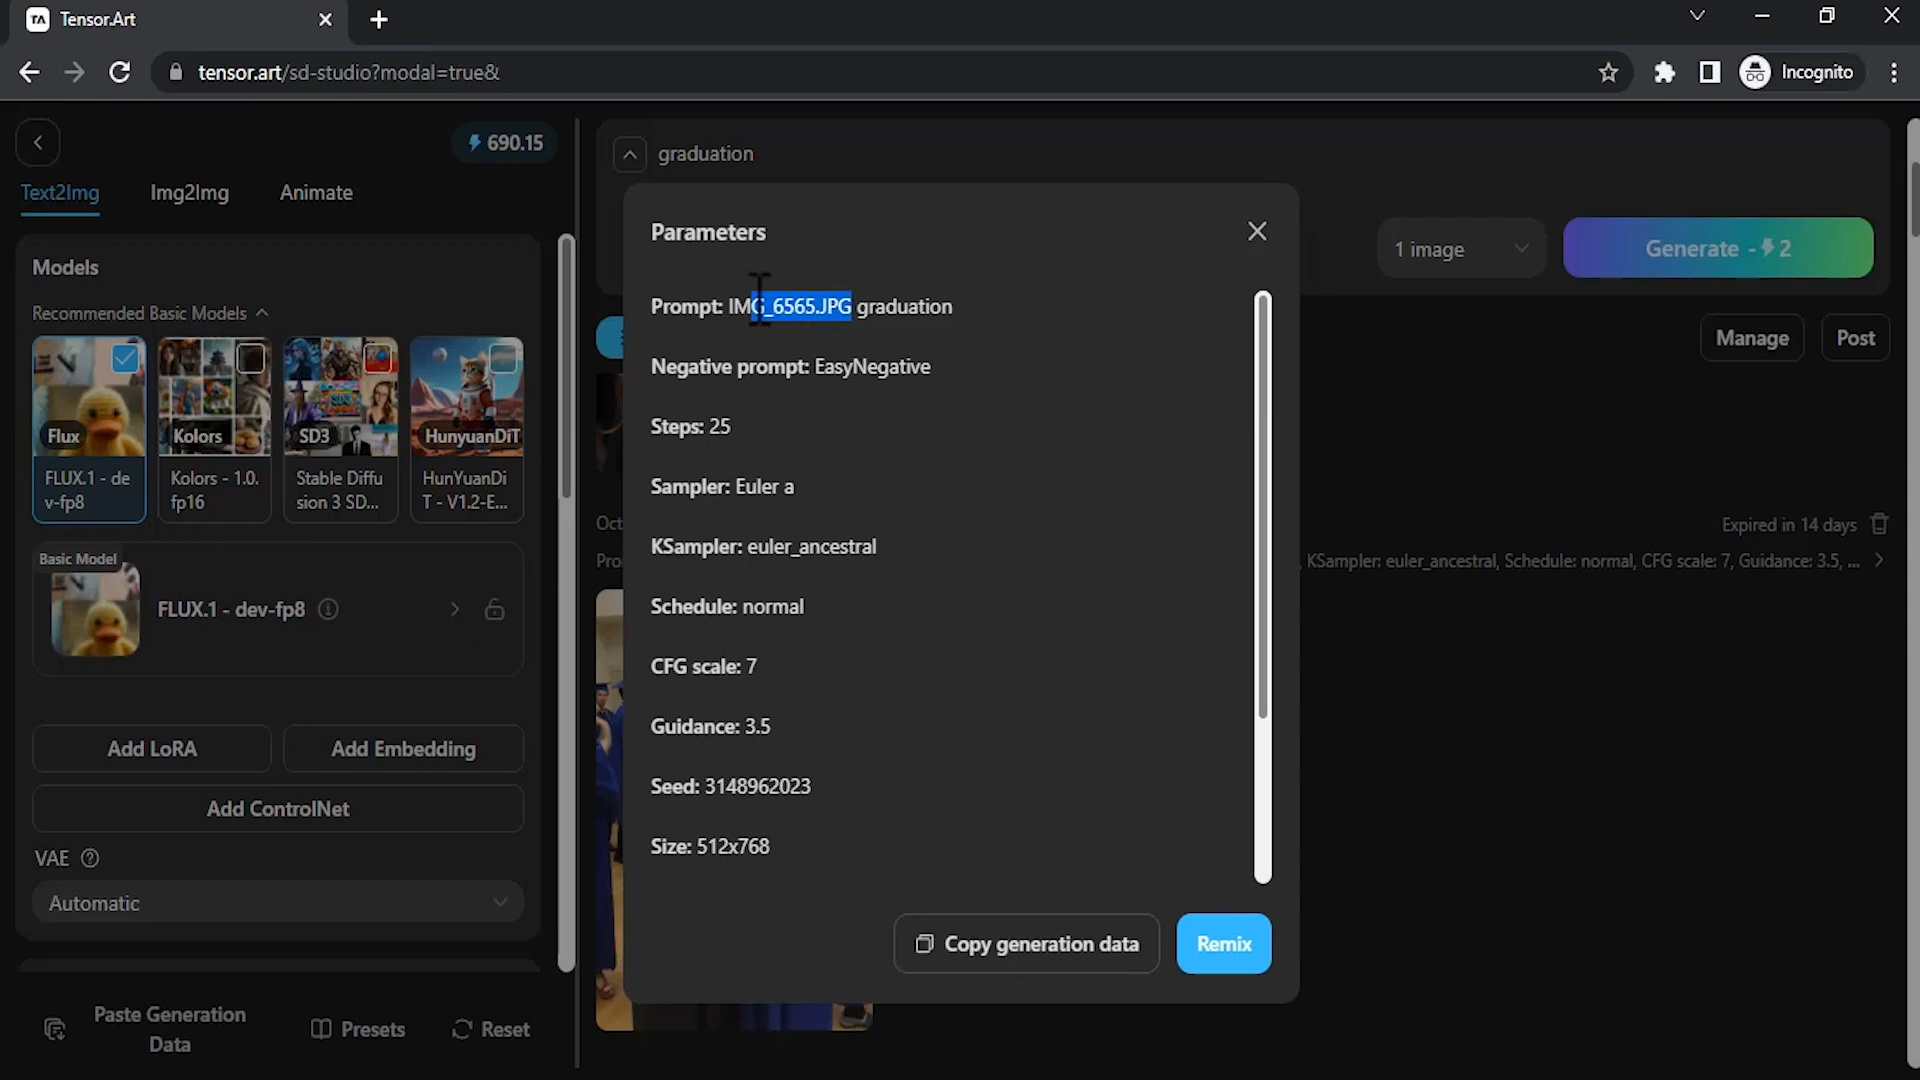 TA Tensor.Art
tensor.art/sd-studio?modal=true&
Incognito
690.15
Text2Img Img2Img Animate
Models
Recommended Basic Models
Flux
Kolors
SD3
HunyuanDiT
FLUX.1 - de
v-fp8
Kolors - 1.0.
fp16
Stable Diffu
sion 3 SD...
HunYuanDi
T - V1.2-E...
Basic Model
FLUX.1 - dev-fp8
Add LoRA
Add Embedding
Add ControlNet
VAE
Automatic
Paste Generation
Data
Presets
Reset
graduation
1 image
Generate - 2
Manage
Post
Oct
Expired in 14 days
Pro
, KSampler: euler_ancestral, Schedule: normal, CFG scale: 7, Guidance: 3.5, ...
Parameters
Prompt: IMG_6565.JPG graduation
Negative prompt: EasyNegative
Steps: 25
Sampler: Euler a
KSampler: euler_ancestral
Schedule: normal
CFG scale: 7
Guidance: 3.5
Seed: 3148962023
Size: 512x768
Copy generation data
Remix